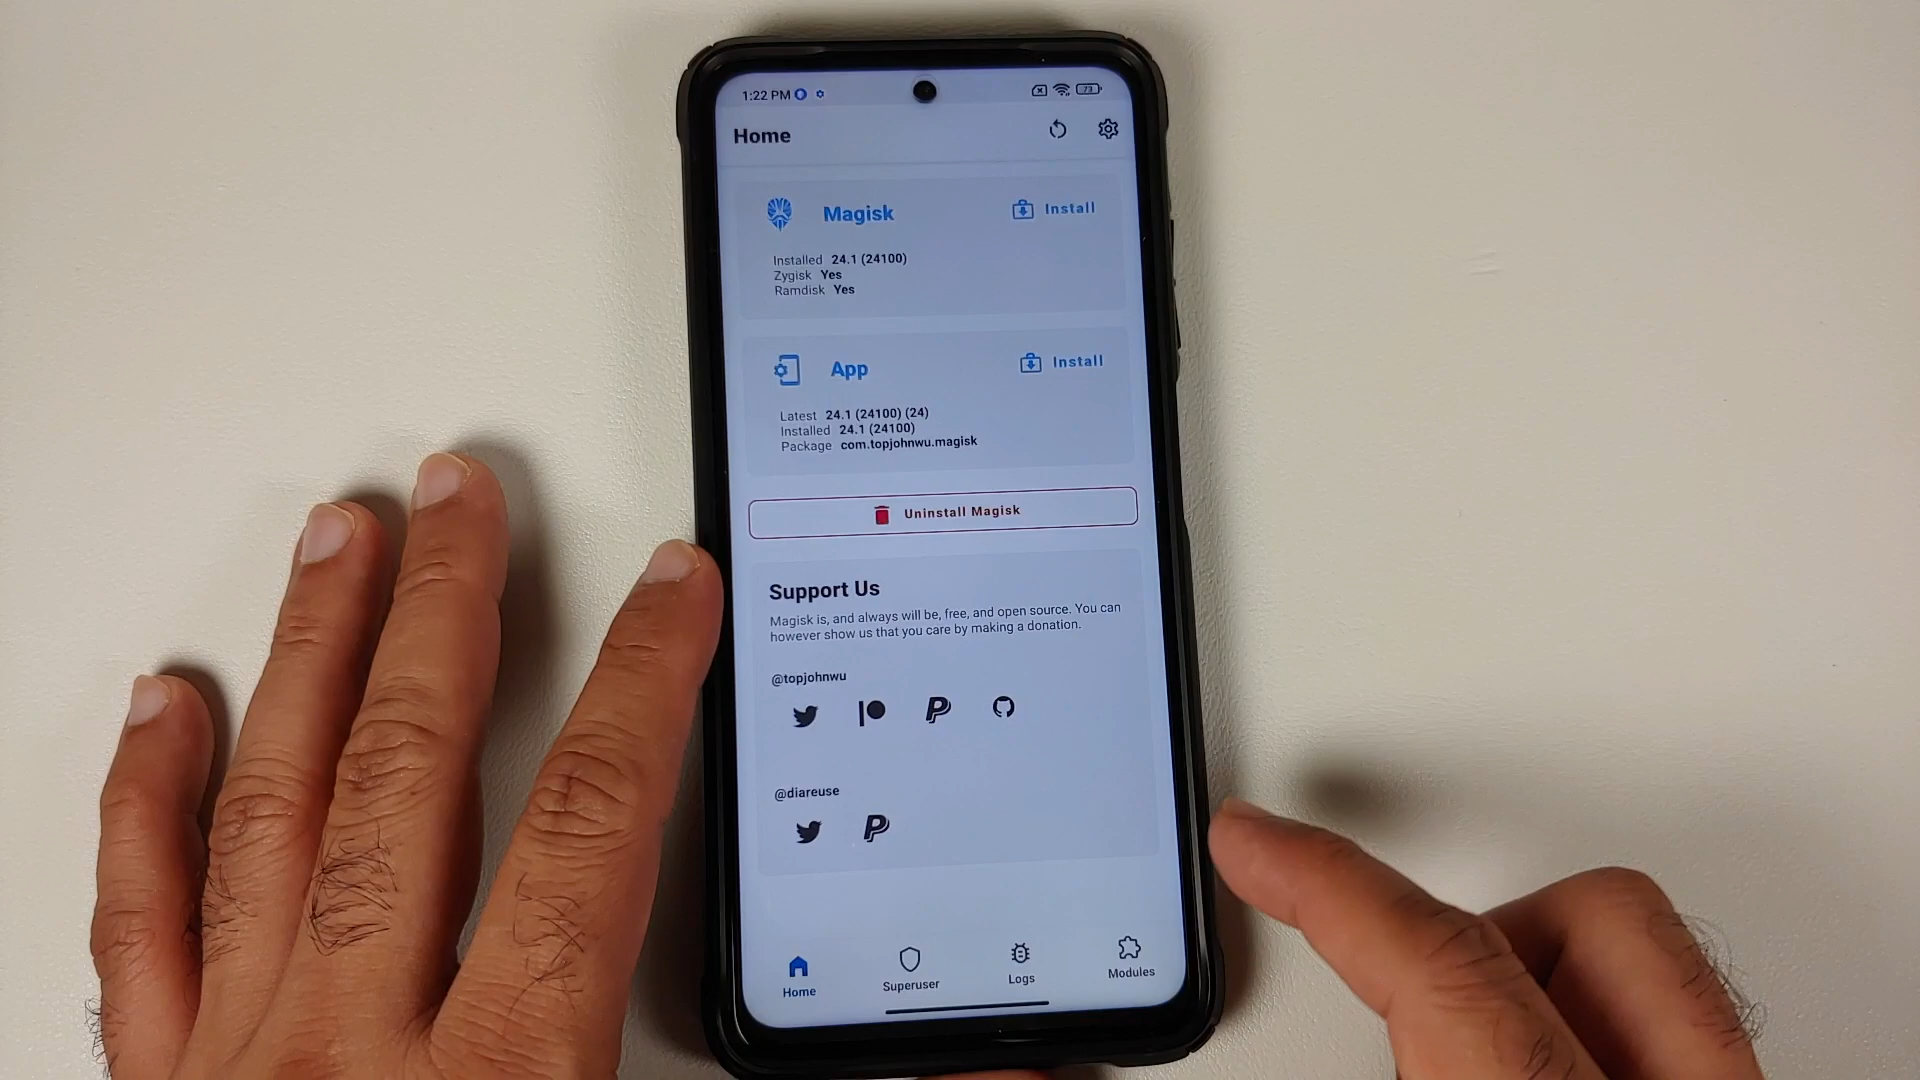 1:22 PM
73
Home
Magisk
Install
Installed 24.1 (24100)
Zygisk Yes
Ramdisk Yes
App
Install
Latest 24.1 (24100) (24)
Installed 24.1 (24100)
Package com.topjohnwu.magisk
Uninstall Magisk
Support Us
Magisk is, and always will be, free, and open source. You can
however show us that you care by making a donation.
@topjohnwu
@diareuse
Home
Superuser
Logs
Modules